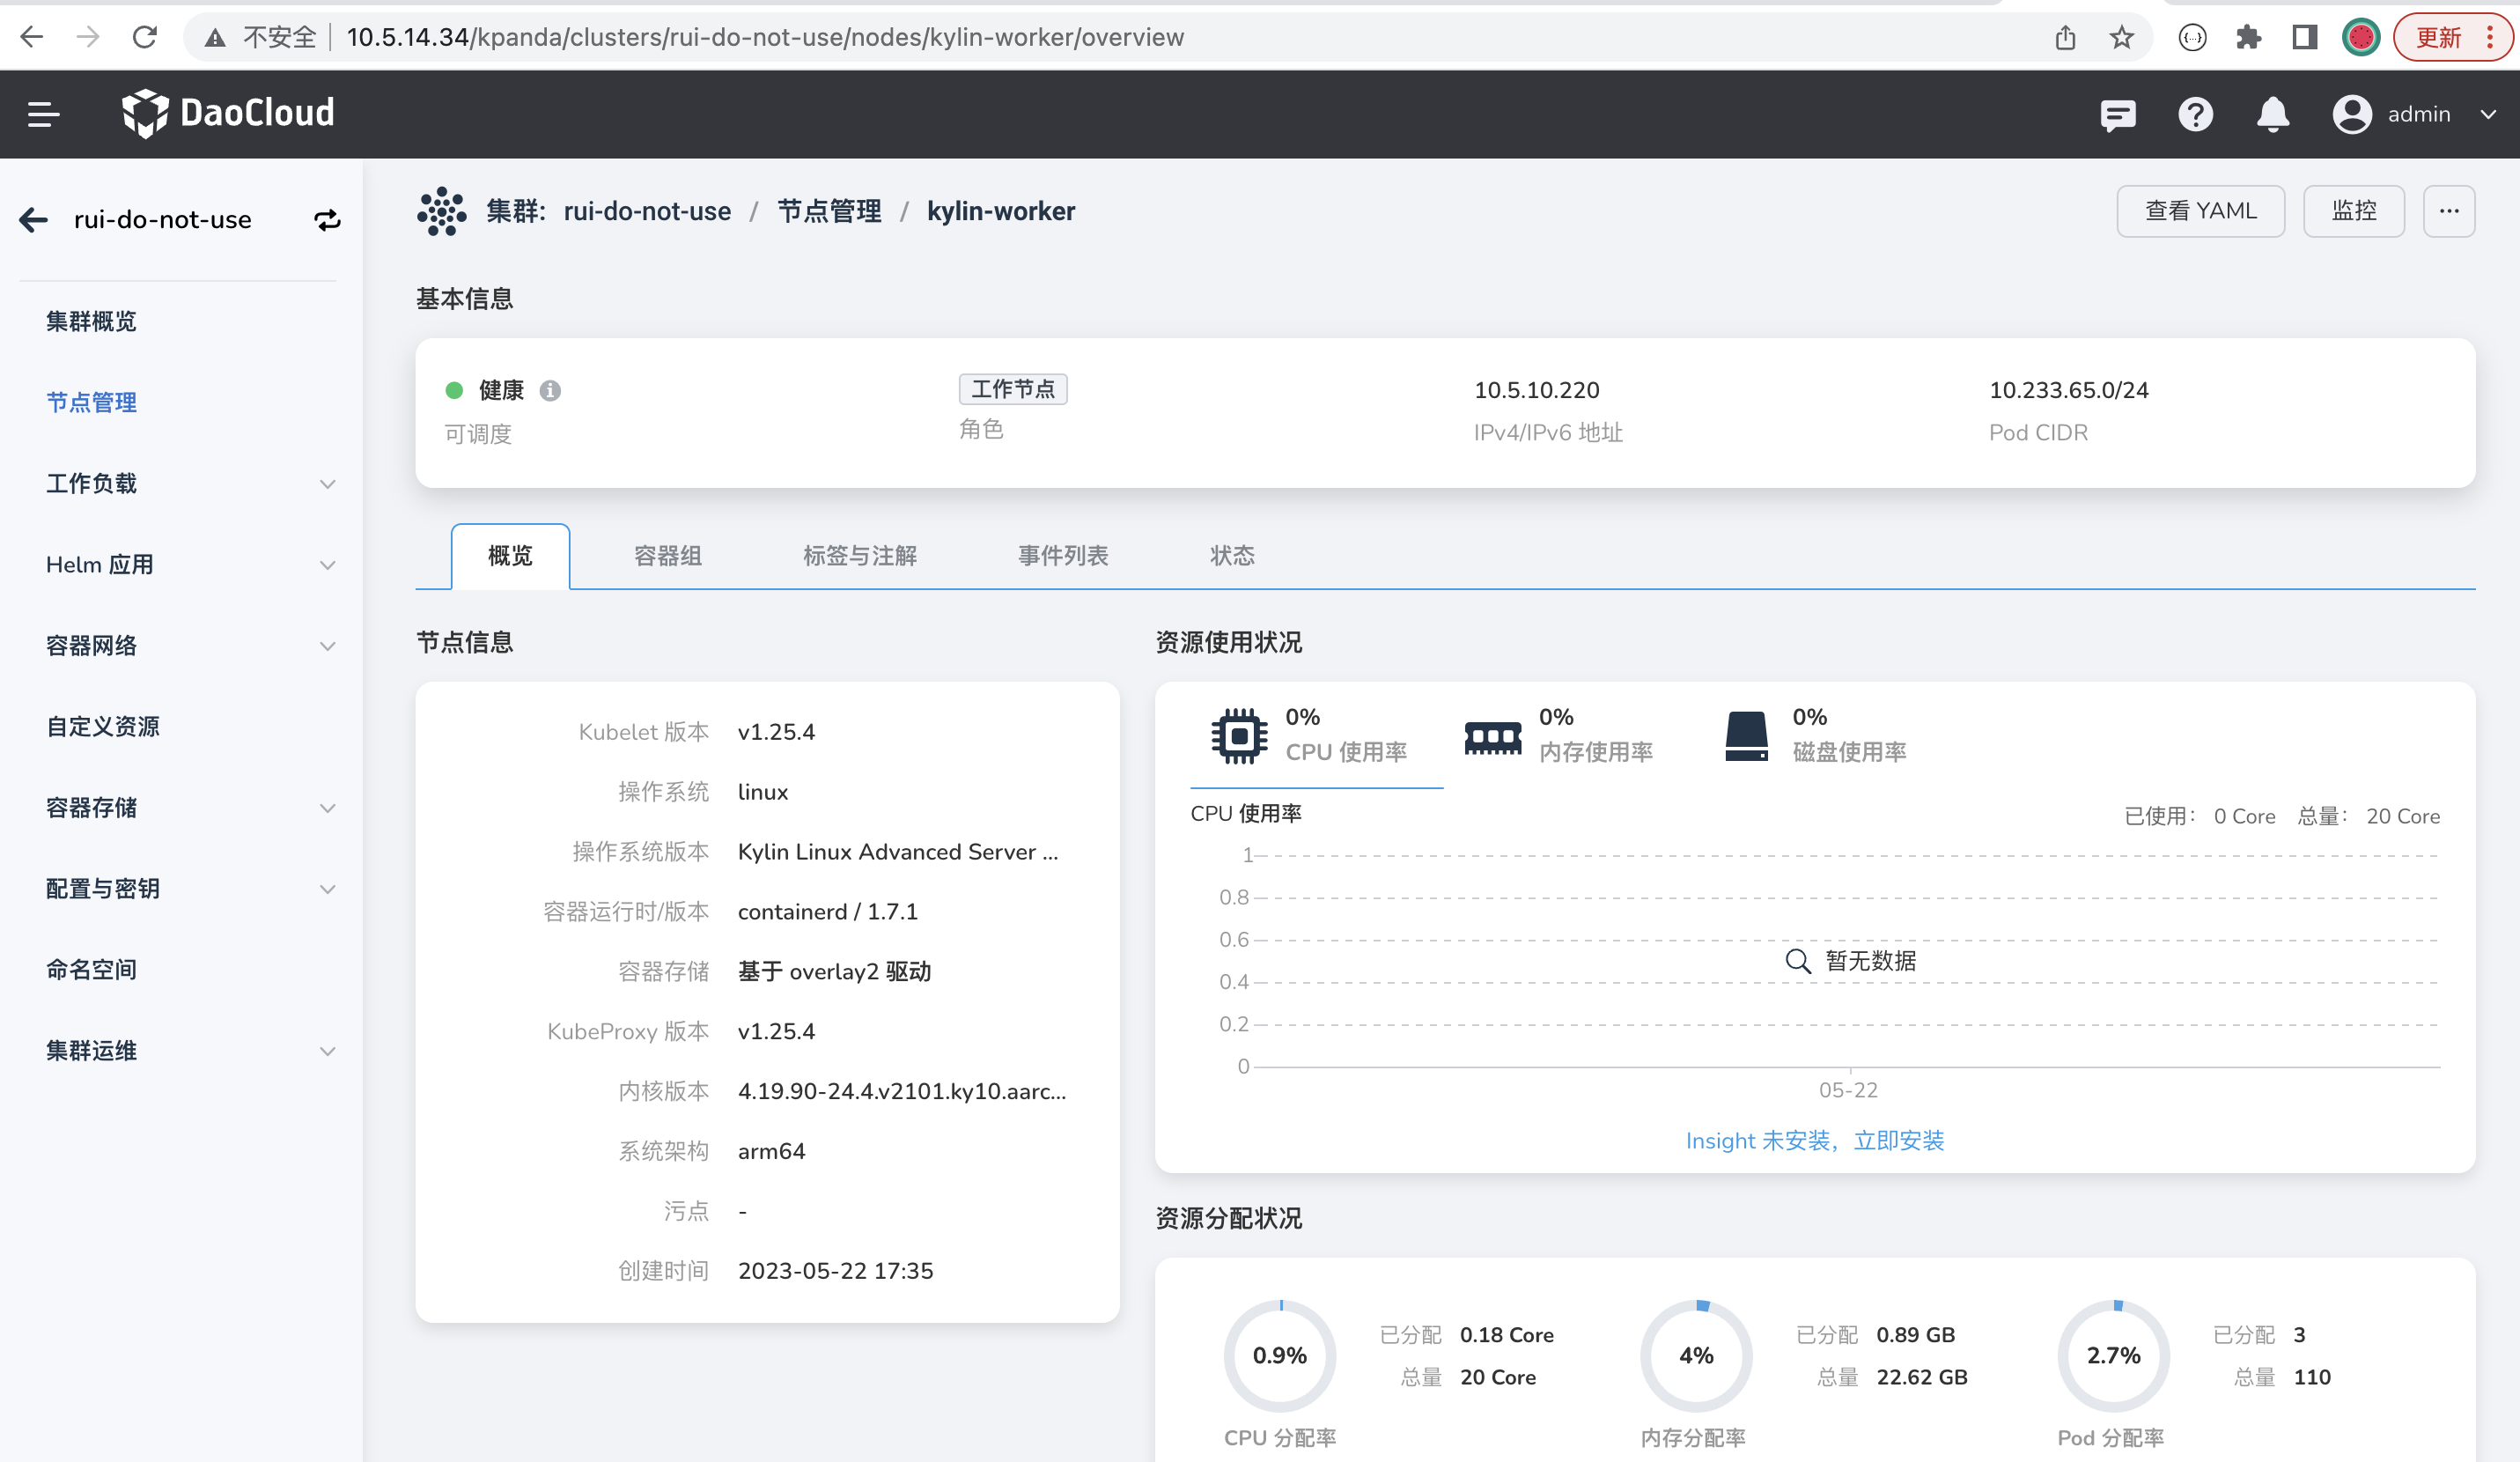 不安全 10.5.14.34/kpanda/clusters/rui-do-not-use/nodes/kylin-worker/overview 更新
DaoCloud admin
rui-do-not-use
集群概览
节点管理
工作负载
Helm 应用
容器网络
自定义资源
容器存储
配置与密钥
命名空间
集群运维
集群: rui-do-not-use / 节点管理 / kylin-worker
查看 YAML 监控 ...
基本信息
健康 工作节点 10.5.10.220 10.233.65.0/24
可调度 角色 IPv4/IPv6 地址 Pod CIDR
概览 容器组 标签与注解 事件列表 状态
节点信息
Kubelet 版本 v1.25.4
操作系统 linux
操作系统版本 Kylin Linux Advanced Server ...
容器运行时/版本 containerd / 1.7.1
容器存储 基于 overlay2 驱动
KubeProxy 版本 v1.25.4
内核版本 4.19.90-24.4.v2101.ky10.aarc...
系统架构 arm64
污点 -
创建时间 2023-05-22 17:35
资源使用状况
0% 0% 0%
CPU 使用率 内存使用率 磁盘使用率
CPU 使用率 已使用: 0 Core 总量: 20 Core
1
0.8
0.6
暂无数据
0.4
0.2
0
05-22
Insight 未安装，立即安装
资源分配状况
0.9% 已分配 0.18 Core
总量 20 Core
CPU 分配率
4% 已分配 0.89 GB
总量 22.62 GB
内存分配率
2.7% 已分配 3
总量 110
Pod 分配率